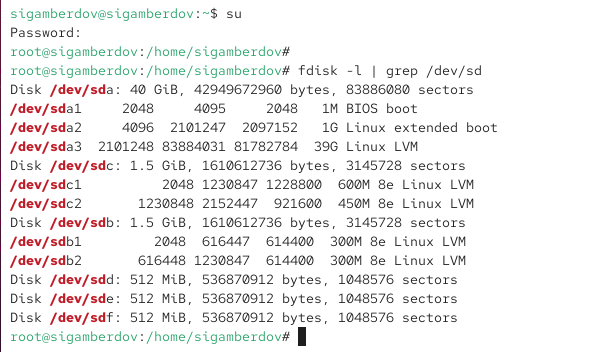 sigamberdov@sigamberdov:~$ su
Password:
root@sigamberdov:/home/sigamberdov#
root@sigamberdov:/home/sigamberdov# fdisk -l | grep /dev/sd
Disk /dev/sda: 40 GiB, 42949672960 bytes, 83886080 sectors
/dev/sda1     2048     4095     2048   1M BIOS boot
/dev/sda2     4096  2101247  2097152   1G Linux extended boot
/dev/sda3  2101248 83884031 81782784  39G Linux LVM
Disk /dev/sdc: 1.5 GiB, 1610612736 bytes, 3145728 sectors
/dev/sdc1          2048 1230847 1228800  600M 8e Linux LVM
/dev/sdc2       1230848 2152447  921600  450M 8e Linux LVM
Disk /dev/sdb: 1.5 GiB, 1610612736 bytes, 3145728 sectors
/dev/sdb1         2048  616447  614400  300M 8e Linux LVM
/dev/sdb2       616448 1230847  614400  300M 8e Linux LVM
Disk /dev/sdd: 512 MiB, 536870912 bytes, 1048576 sectors
Disk /dev/sde: 512 MiB, 536870912 bytes, 1048576 sectors
Disk /dev/sdf: 512 MiB, 536870912 bytes, 1048576 sectors
root@sigamberdov:/home/sigamberdov#